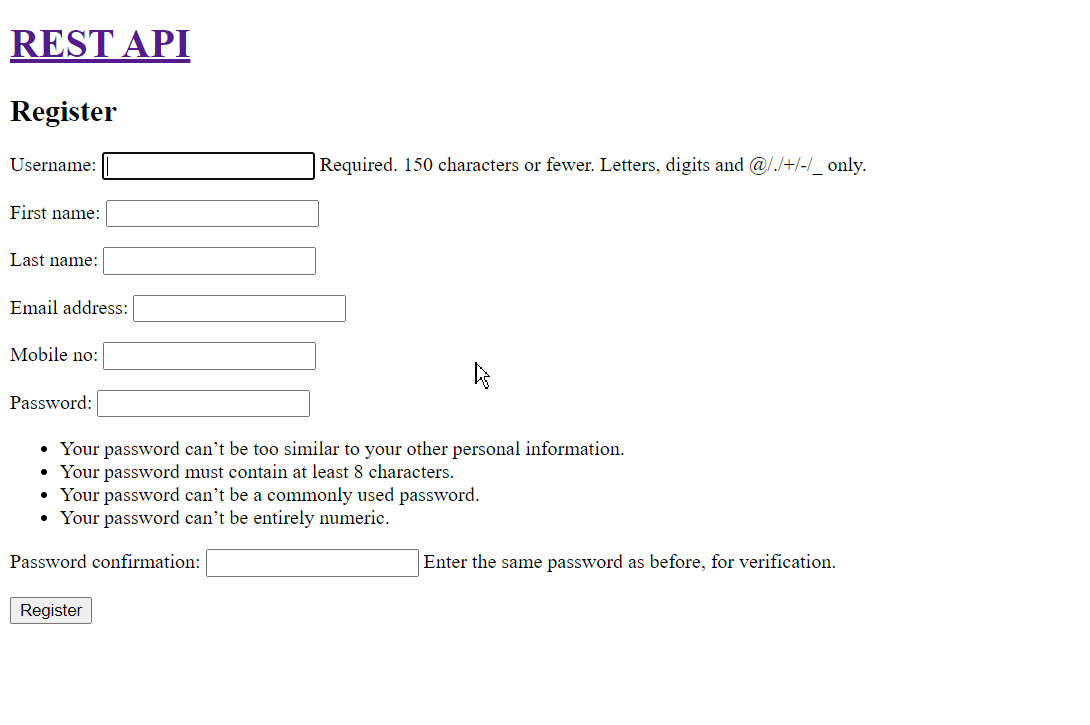 REST API
Register
Username: Required. 150 characters or fewer. Letters, digits and @/./+/-/_ only.
First name:
Last name:
Email address:
Mobile no:
Password:
• Your password can’t be too similar to your other personal information.
• Your password must contain at least 8 characters.
• Your password can’t be a commonly used password.
• Your password can’t be entirely numeric.
Password confirmation: Enter the same password as before, for verification.
Register